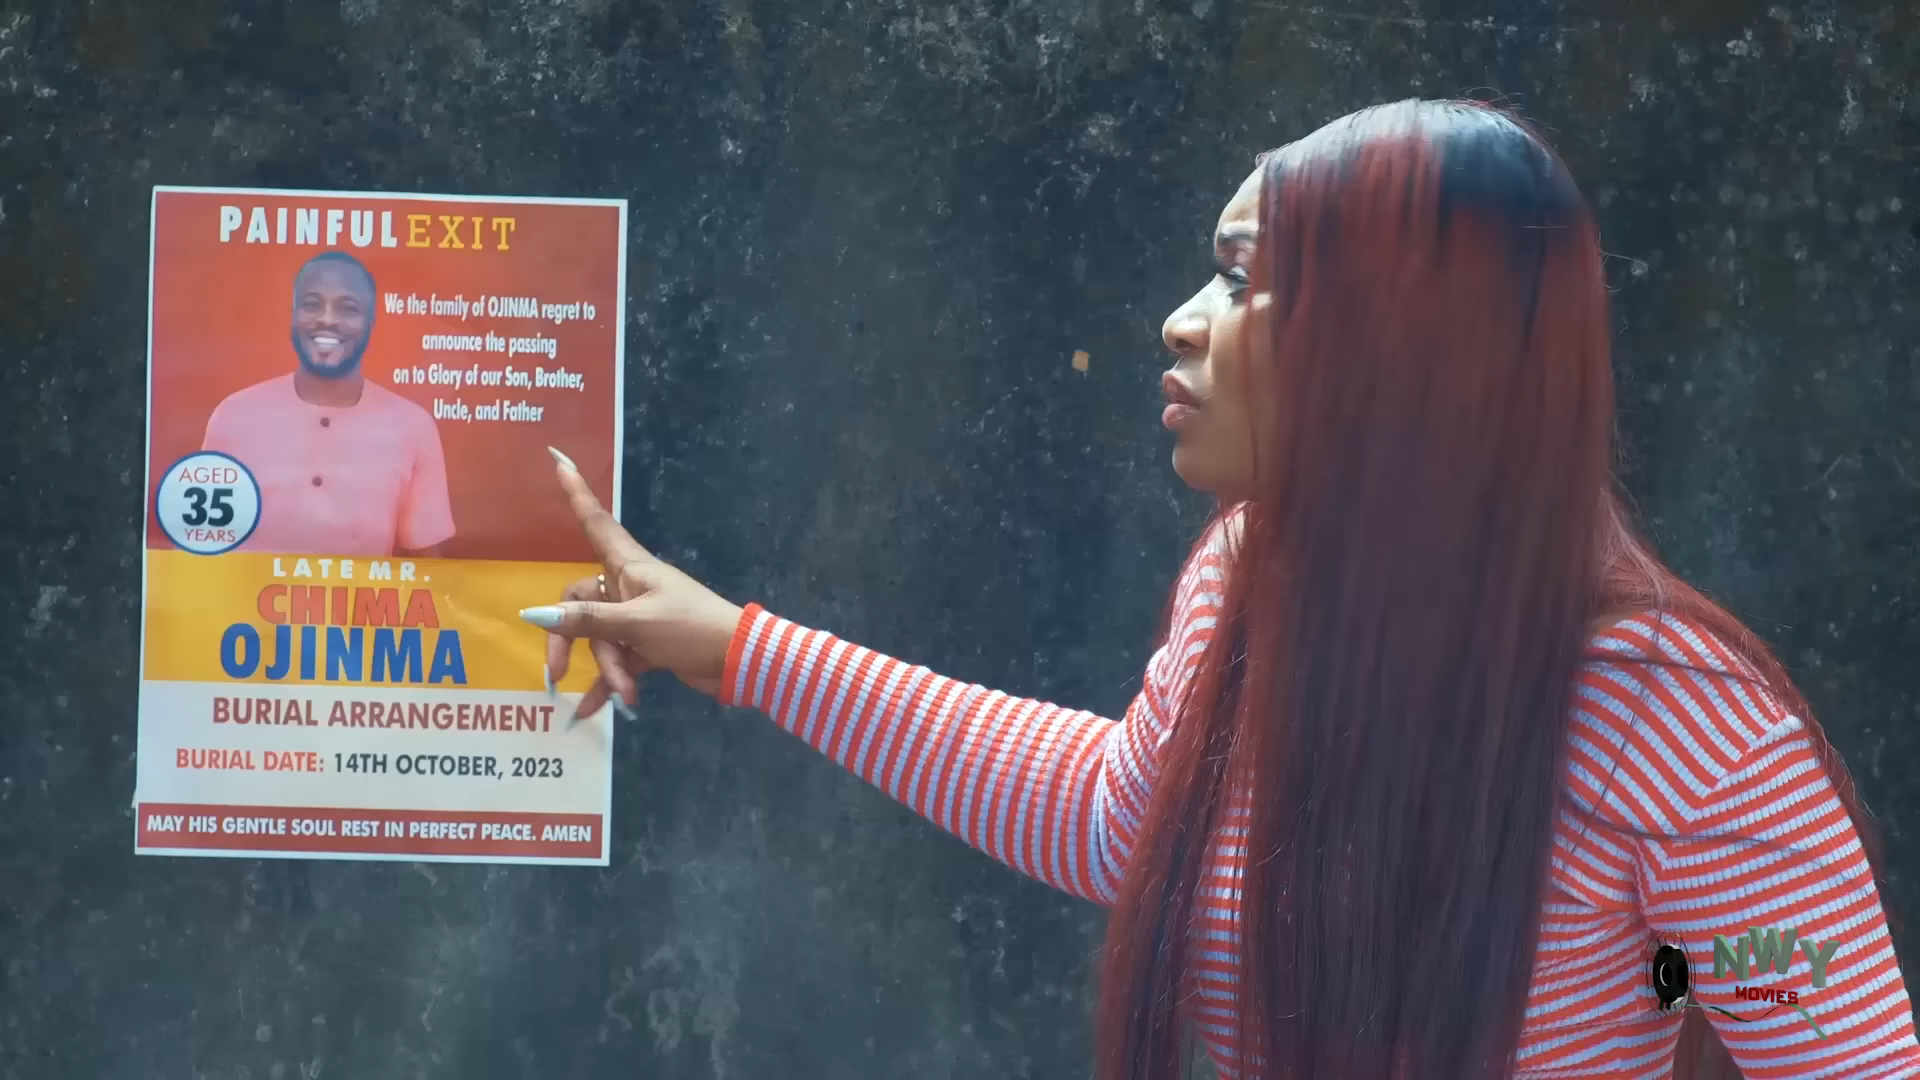 PAINFUL EXIT
We the family of OJINMA regret to
announce the passing
on to Glory of our Son, Brother,
Uncle, and Father
AGED
35
YEARS
LATE MR.
CHIMA
OJINMA
BURIAL ARRANGEMENT
BURIAL DATE: 14TH OCTOBER, 2023
MAY HIS GENTLE SOUL REST IN PERFECT PEACE. AMEN
NWY
MOVIES